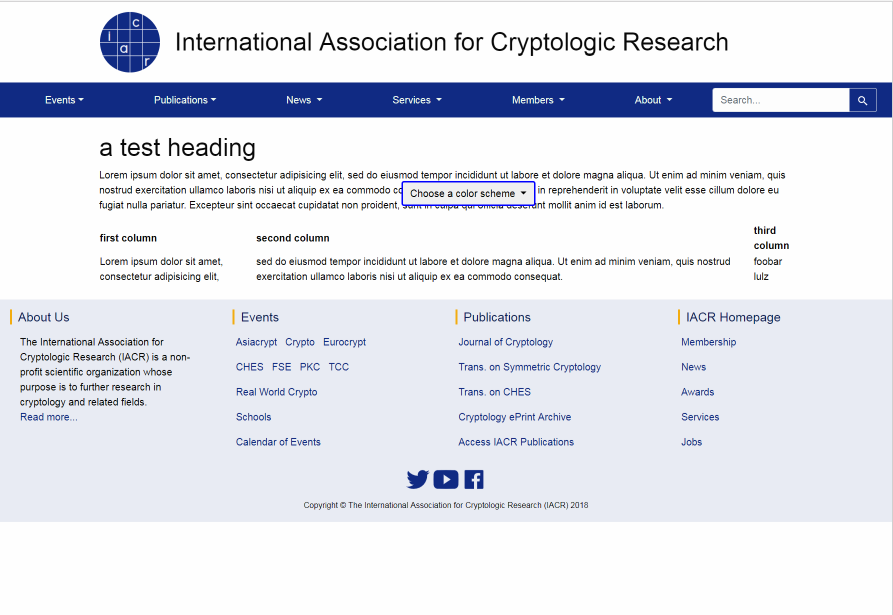 i c a r
International Association for Cryptologic Research
Events Publications News Services Members About Search...
a test heading
Lorem ipsum dolor sit amet, consectetur adipisicing elit, sed do eiusmod tempor incididunt ut labore et dolore magna aliqua. Ut enim ad minim veniam, quis
nostrud exercitation ullamco laboris nisi ut aliquip ex ea commodo in reprehenderit in voluptate velit esse cillum dolore eu
Choose a color scheme
fugiat nulla pariatur. Excepteur sint occaecat cupidatat non proident, sunt in culpa qui officia deserunt mollit anim id est laborum.
first column second column third column
Lorem ipsum dolor sit amet, sed do eiusmod tempor incididunt ut labore et dolore magna aliqua. Ut enim ad minim veniam, quis nostrud foobar
consectetur adipisicing elit, exercitation ullamco laboris nisi ut aliquip ex ea commodo consequat. lulz
About Us
The International Association for
Cryptologic Research (IACR) is a non-
profit scientific organization whose
purpose is to further research in
cryptology and related fields.
Read more...
Events
Asiacrypt Crypto Eurocrypt
CHES FSE PKC TCC
Real World Crypto
Schools
Calendar of Events
Publications
Journal of Cryptology
Trans. on Symmetric Cryptology
Trans. on CHES
Cryptology ePrint Archive
Access IACR Publications
IACR Homepage
Membership
News
Awards
Services
Jobs
Copyright © The International Association for Cryptologic Research (IACR) 2018